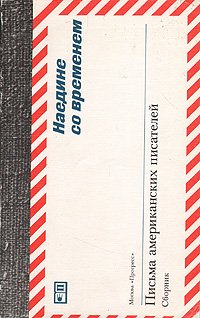 Наедине
со временем
Письма американских писателей
Сборник
Москва «Прогресс»